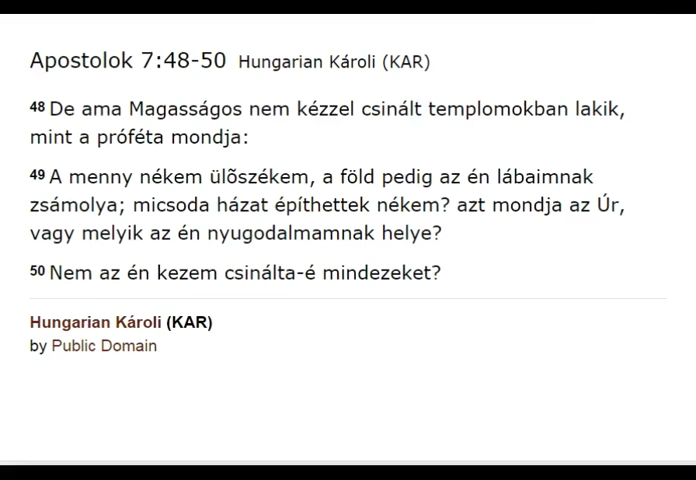 Apostolok 7:48-50 Hungarian Károli (KAR)
48 De ama Magasságos nem kézzel csinált templomokban lakik,
mint a próféta mondja:
49 A menny nékem ülõszékem, a föld pedig az én lábaimnak
zsámolya; micsoda házat építhettek nékem? azt mondja az Úr,
vagy melyik az én nyugodalmamnak helye?
50 Nem az én kezem csinálta-é mindezeket?
Hungarian Károli (KAR)
by Public Domain